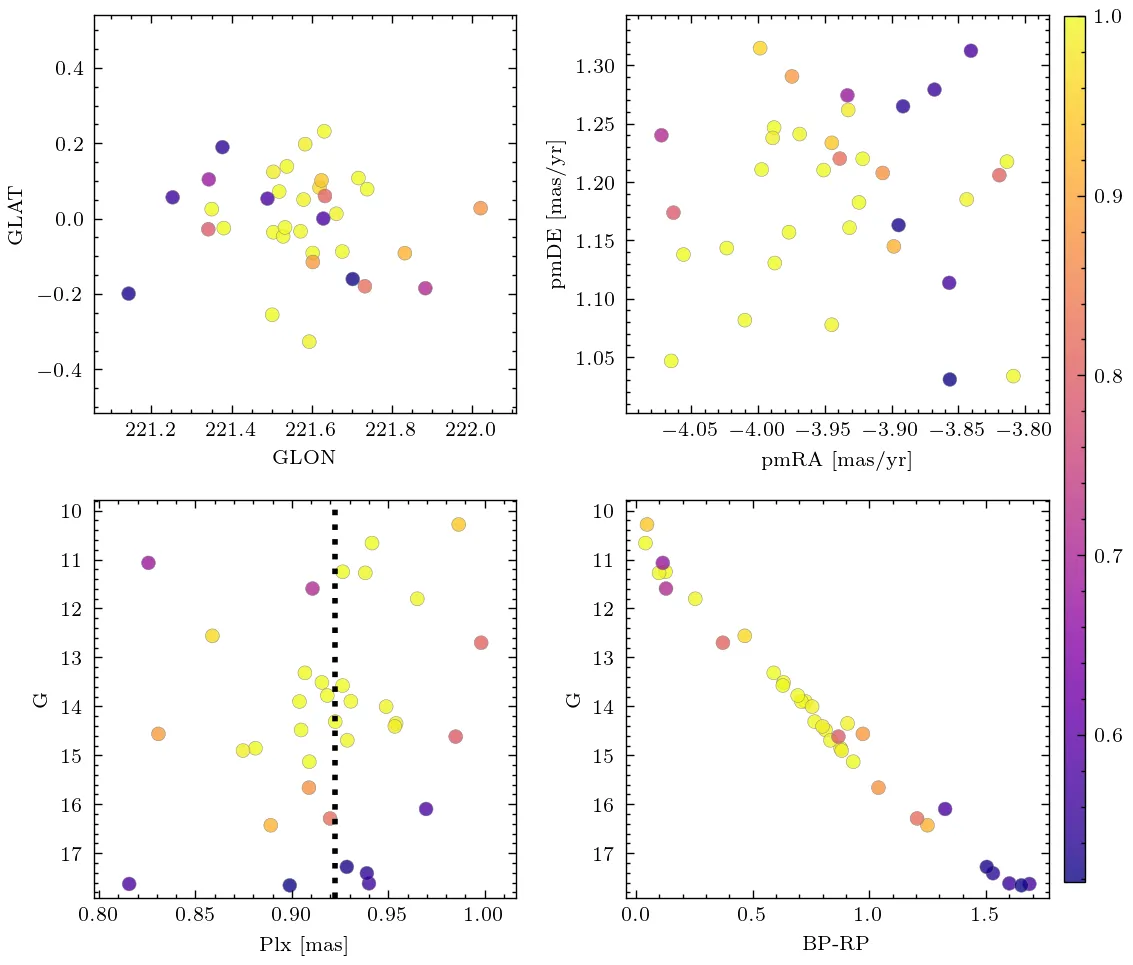 0.4
0.2
0.0
−0.2
−0.4
GLAT
221.2 221.4 221.6 221.8 222.0
GLON
1.30
1.25
1.20
1.15
1.10
1.05
pmDE [mas/yr]
−4.05 −4.00 −3.95 −3.90 −3.85 −3.80
pmRA [mas/yr]
1.0
0.9
0.8
0.7
0.6
10
11
12
13
14
15
16
17
G
0.80 0.85 0.90 0.95 1.00
Plx [mas]
10
11
12
13
14
15
16
17
G
0.0 0.5 1.0 1.5
BP-RP